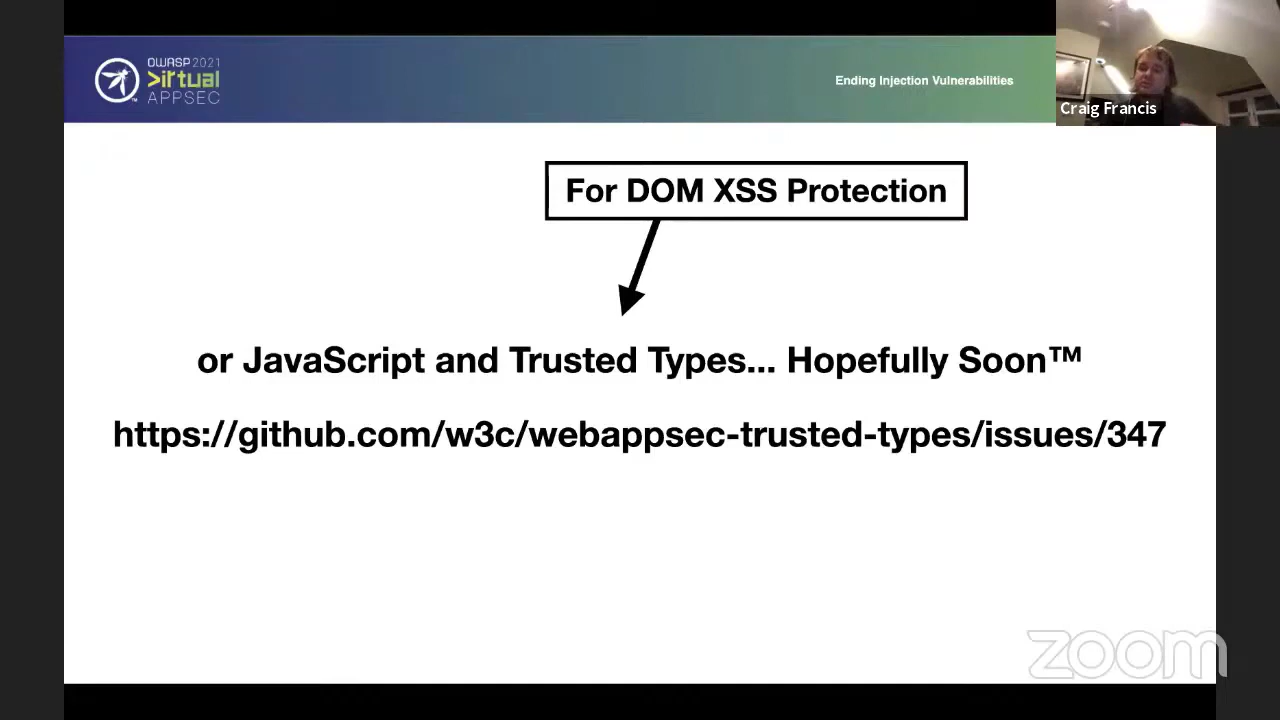 OWASP 2021
>irtual
APPSEC
Ending Injection Vulnerabilities
Craig Francis
For DOM XSS Protection
or JavaScript and Trusted Types... Hopefully Soon™
https://github.com/w3c/webappsec-trusted-types/issues/347
zoom